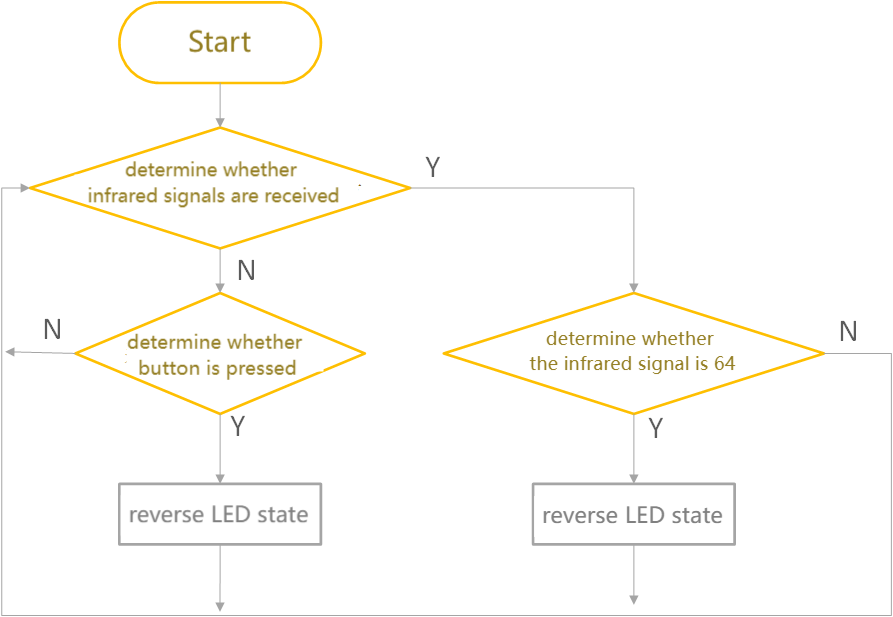 Start
determine whether
infrared signals are received
Y
N
N
determine whether
button is pressed
determine whether
the infrared signal is 64
N
Y
Y
reverse LED state
reverse LED state